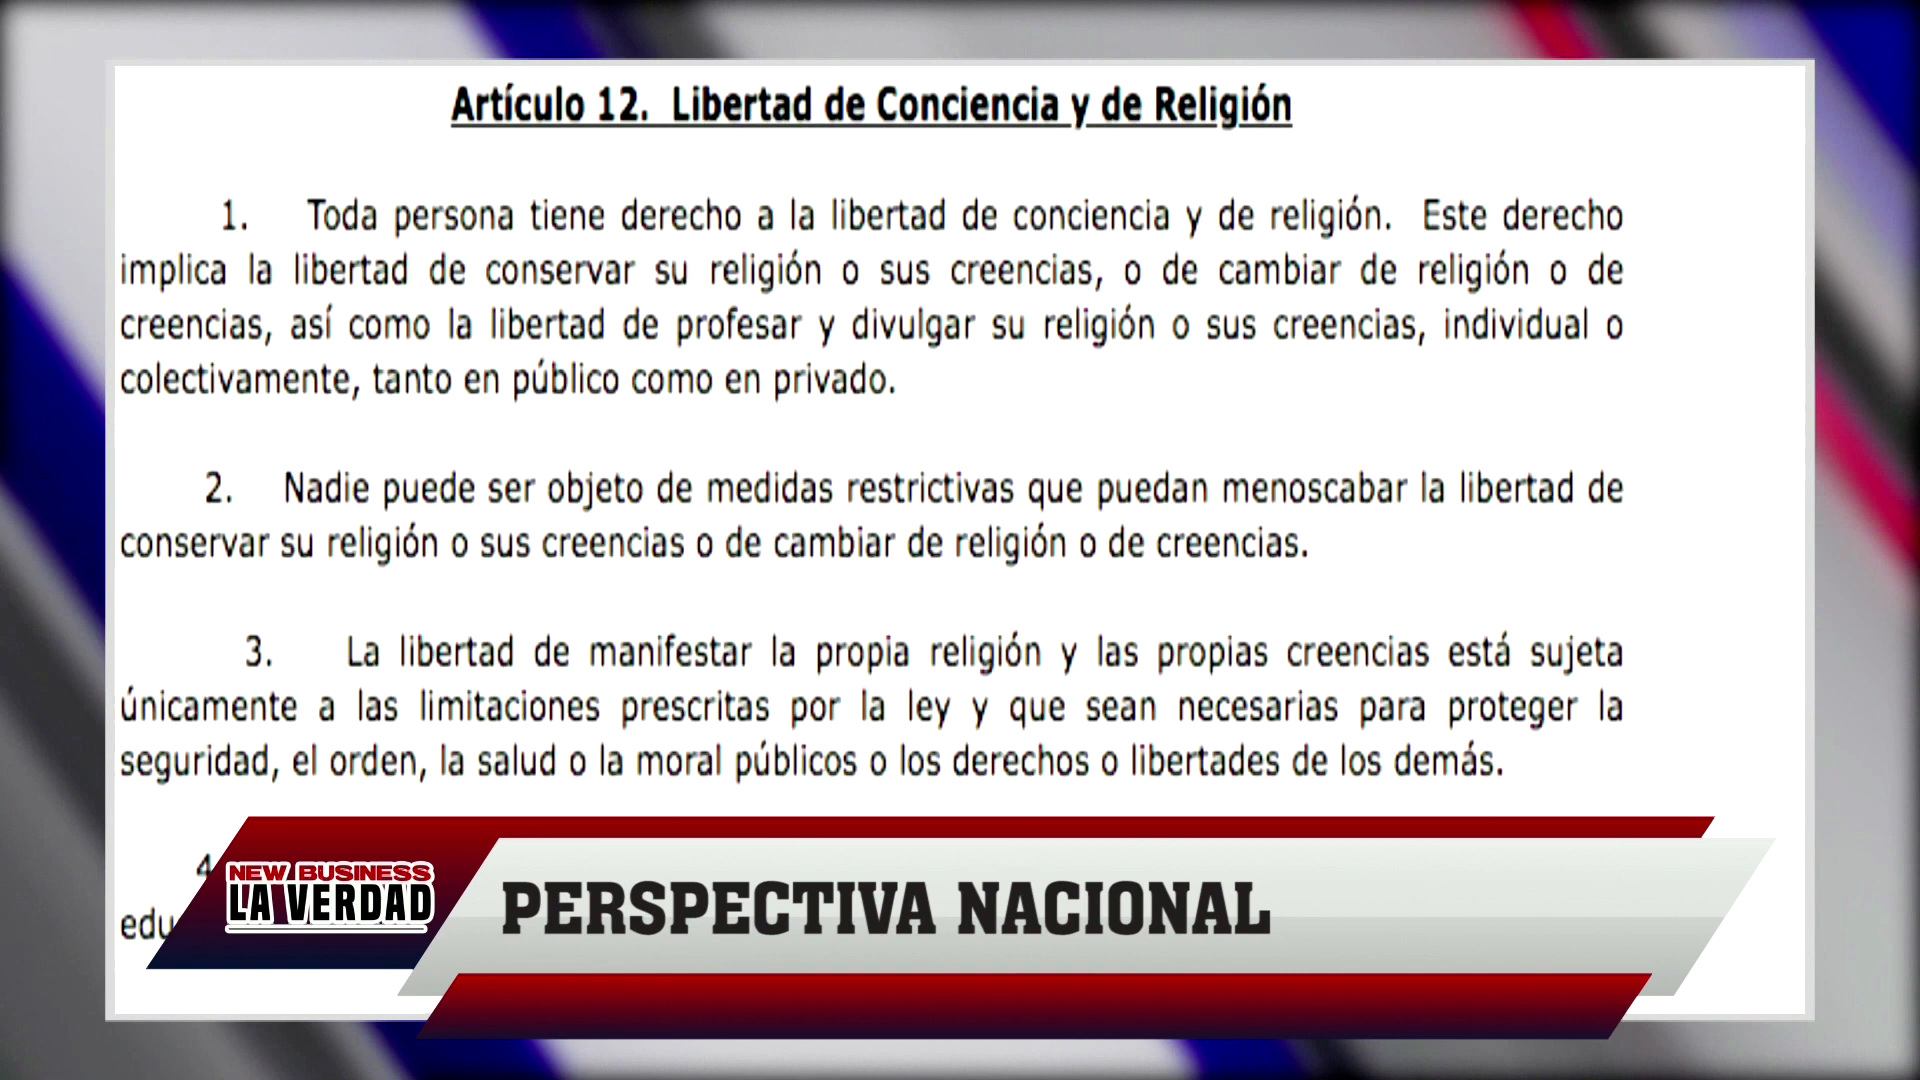 Artículo 12. Libertad de Conciencia y de Religión
1. Toda persona tiene derecho a la libertad de conciencia y de religión. Este derecho
implica la libertad de conservar su religión o sus creencias, o de cambiar de religión o de
creencias, así como la libertad de profesar y divulgar su religión o sus creencias, individual o
colectivamente, tanto en público como en privado.
2. Nadie puede ser objeto de medidas restrictivas que puedan menoscabar la libertad de
conservar su religión o sus creencias o de cambiar de religión o de creencias.
3. La libertad de manifestar la propia religión y las propias creencias está sujeta
únicamente a las limitaciones prescritas por la ley y que sean necesarias para proteger la
seguridad, el orden, la salud o la moral públicos o los derechos o libertades de los demás.
4
edu
NEW BUSINESS
LA VERDAD
PERSPECTIVA NACIONAL